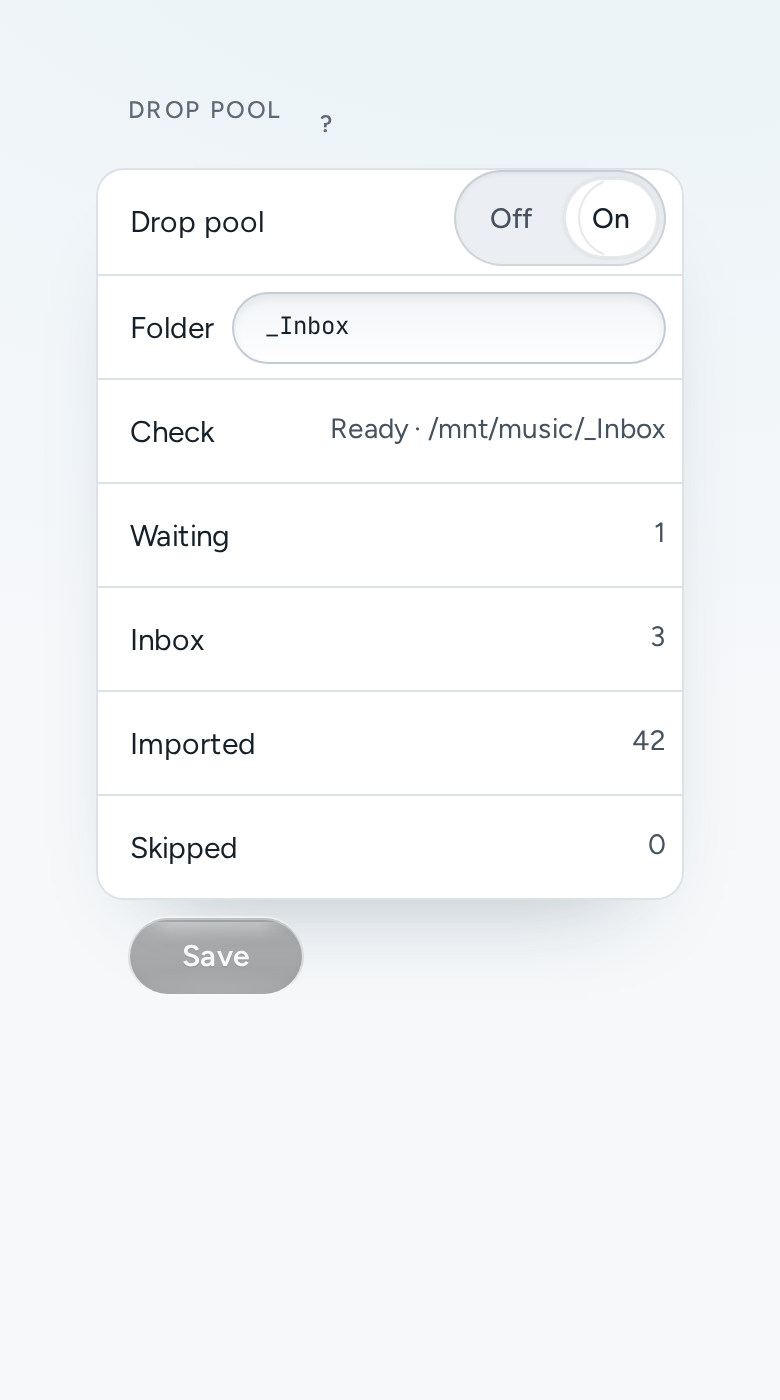 DROP POOL ?
Drop pool Off On
Folder _Inbox
Check Ready · /mnt/music/_Inbox
Waiting 1
Inbox 3
Imported 42
Skipped 0
Save